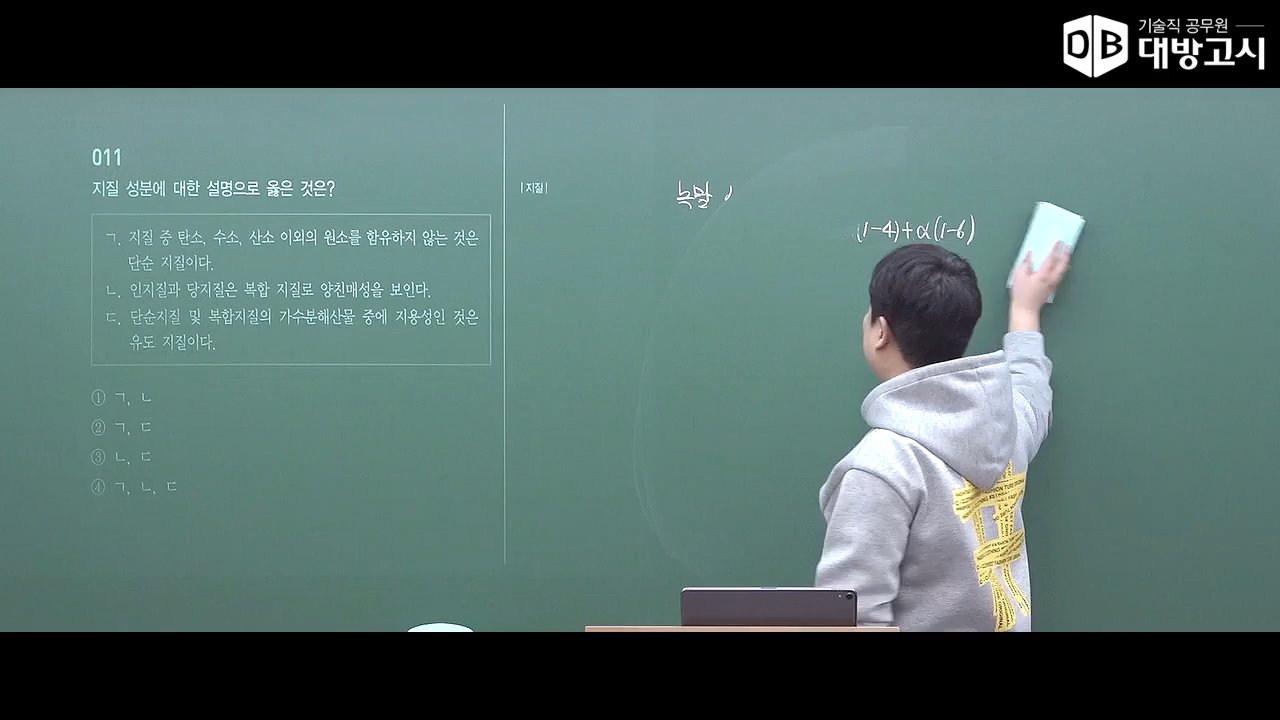 기술직 공무원
DB 대방고시
011
지질 성분에 대한 설명으로 옳은 것은?
|지질|
ㄱ. 지질 중 탄소, 수소, 산소 이외의 원소를 함유하지 않는 것은
단순 지질이다.
ㄴ. 인지질과 당지질은 복합 지질로 양친매성을 보인다.
ㄷ. 단순지질 및 복합지질의 가수분해산물 중에 지용성인 것은
유도 지질이다.
① ㄱ, ㄴ
② ㄱ, ㄷ
③ ㄴ, ㄷ
④ ㄱ, ㄴ, ㄷ
녹말
(1-4)+α(1-6)